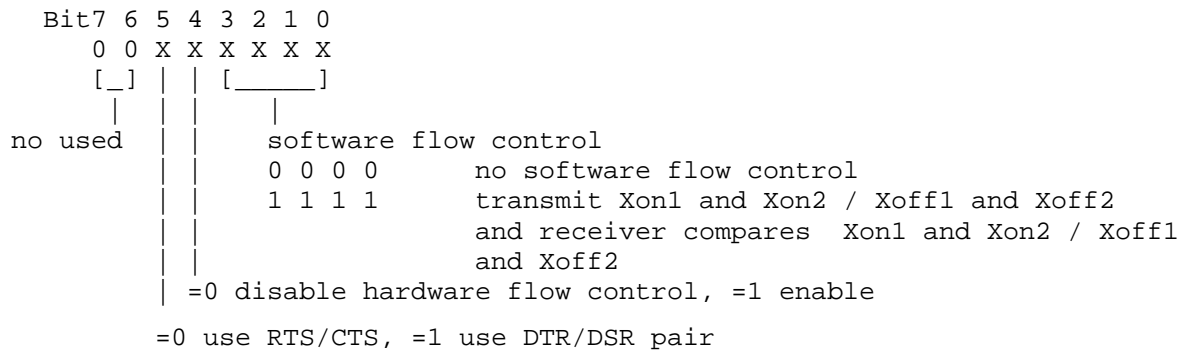 Bit7 6 5 4 3 2 1 0
0 0 X X X X X X
[_] | | [_____]
| | | |
no used | | software flow control
| | 0 0 0 0 no software flow control
| | 1 1 1 1 transmit Xon1 and Xon2 / Xoff1 and Xoff2
| | and receiver compares Xon1 and Xon2 / Xoff1
| | and Xoff2
| =0 disable hardware flow control, =1 enable
=0 use RTS/CTS, =1 use DTR/DSR pair